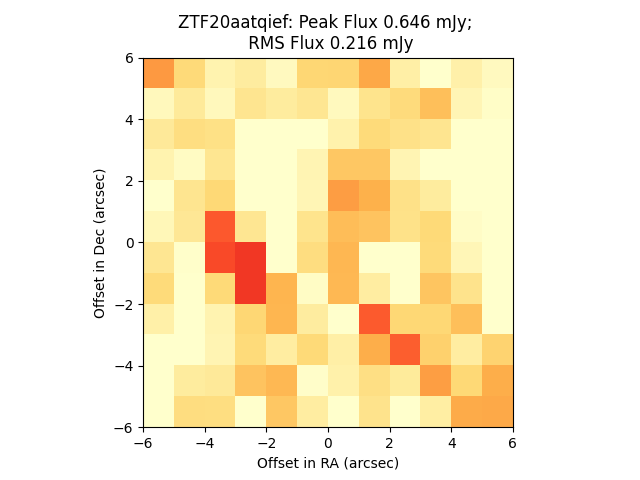 ZTF20aatqief: Peak Flux 0.646 mJy;
RMS Flux 0.216 mJy
6
4
2
0
−2
−4
−6
Offset in Dec (arcsec)
−6 −4 −2 0 2 4 6
Offset in RA (arcsec)